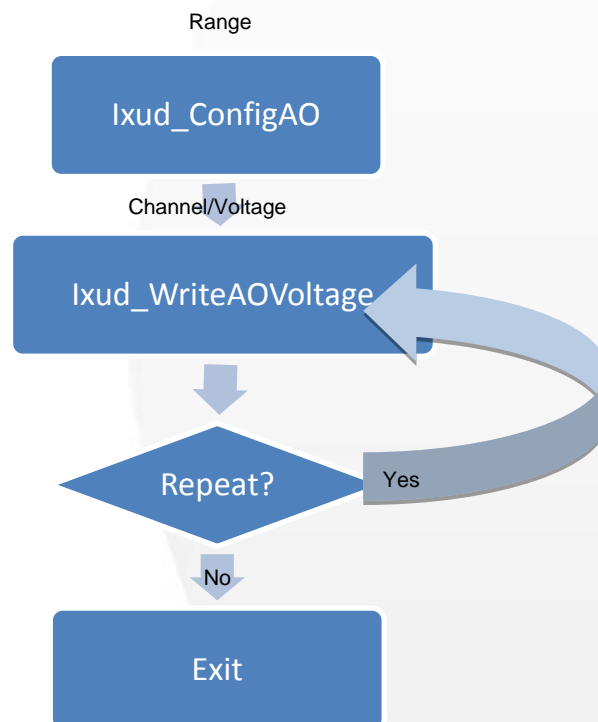 Range
Ixud_ConfigAO
Channel/Voltage
Ixud_WriteAOVoltage
Repeat?
Yes
No
Exit